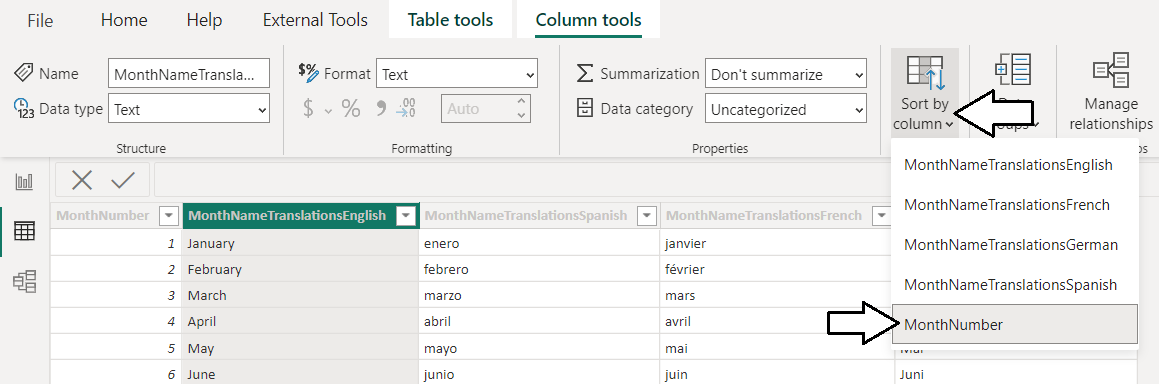 File Home Help External Tools Table tools Column tools
Name MonthNameTransla...
Data type Text
Structure
$% Format Text
$ % Auto
Formatting
Summarization Don't summarize
Data category Uncategorized
Properties
Sort by
column
Manage
relationships
MonthNameTranslationsEnglish
MonthNameTranslationsFrench
MonthNameTranslationsGerman
MonthNameTranslationsSpanish
MonthNumber
MonthNumber MonthNameTranslationsEnglish MonthNameTranslationsSpanish MonthNameTranslationsFrench
1 January enero janvier
2 February febrero février
3 March marzo mars
4 April abril avril
5 May mayo mai
6 June junio juin Juni